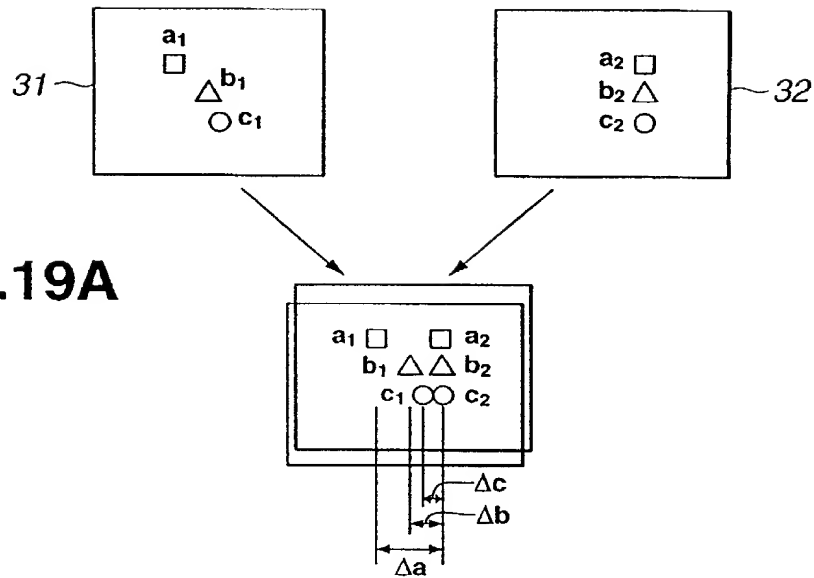 a₁
31
b₁
c₁
a₂
b₂
32
c₂
.19A
a₁ a₂
b₁ b₂
c₁ c₂
Δc
Δb
Δa